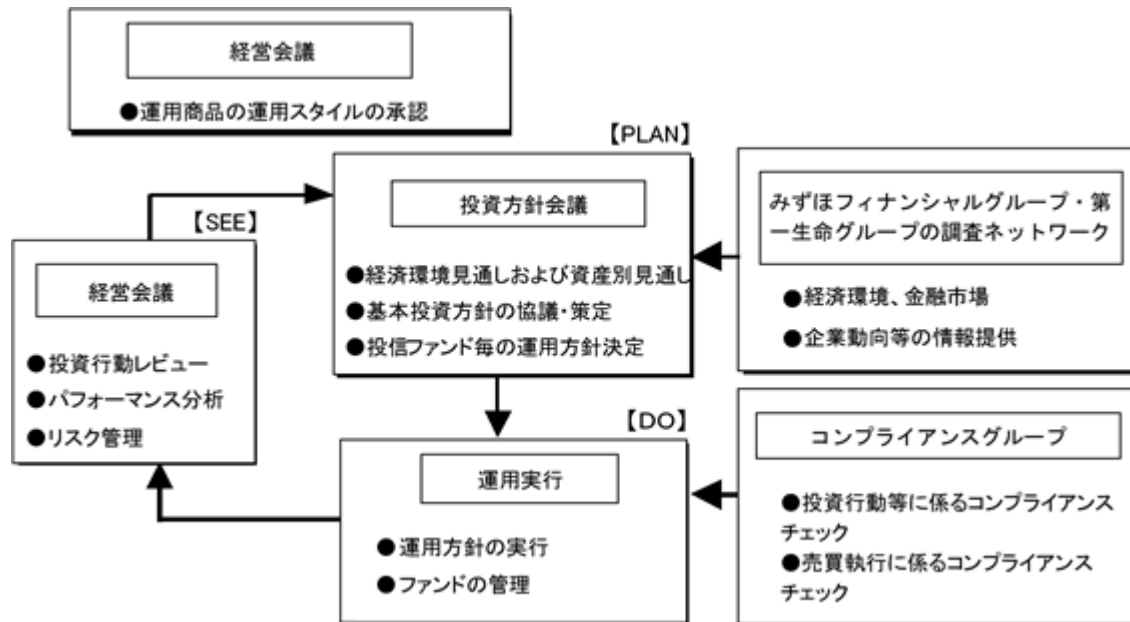 経営会議
●運用商品の運用スタイルの承認
【PLAN】
投資方針会議
●経済環境見通しおよび資産別見通し
●基本投資方針の協議・策定
●投信ファンド毎の運用方針決定
みずほフィナンシャルグループ・第
一生命グループの調査ネットワーク
●経済環境、金融市場
●企業動向等の情報提供
【SEE】
経営会議
●投資行動レビュー
●パフォーマンス分析
●リスク管理
【DO】
運用実行
●運用方針の実行
●ファンドの管理
コンプライアンスグループ
●投資行動等に係るコンプライアンス
チェック
●売買執行に係るコンプライアンス
チェック